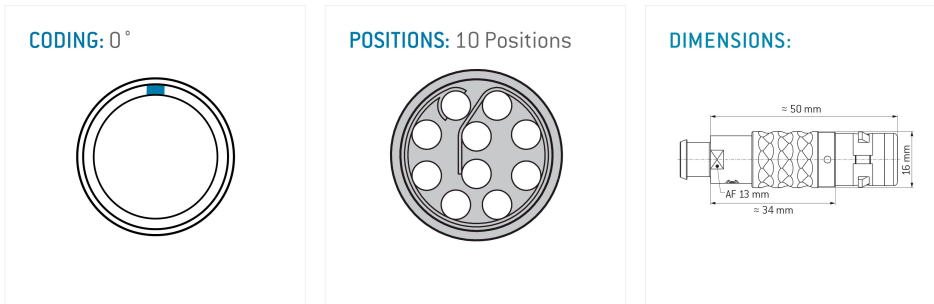 CODING: 0°
POSITIONS: 10 Positions
DIMENSIONS:
≈ 50 mm
16 mm
AF 13 mm
≈ 34 mm